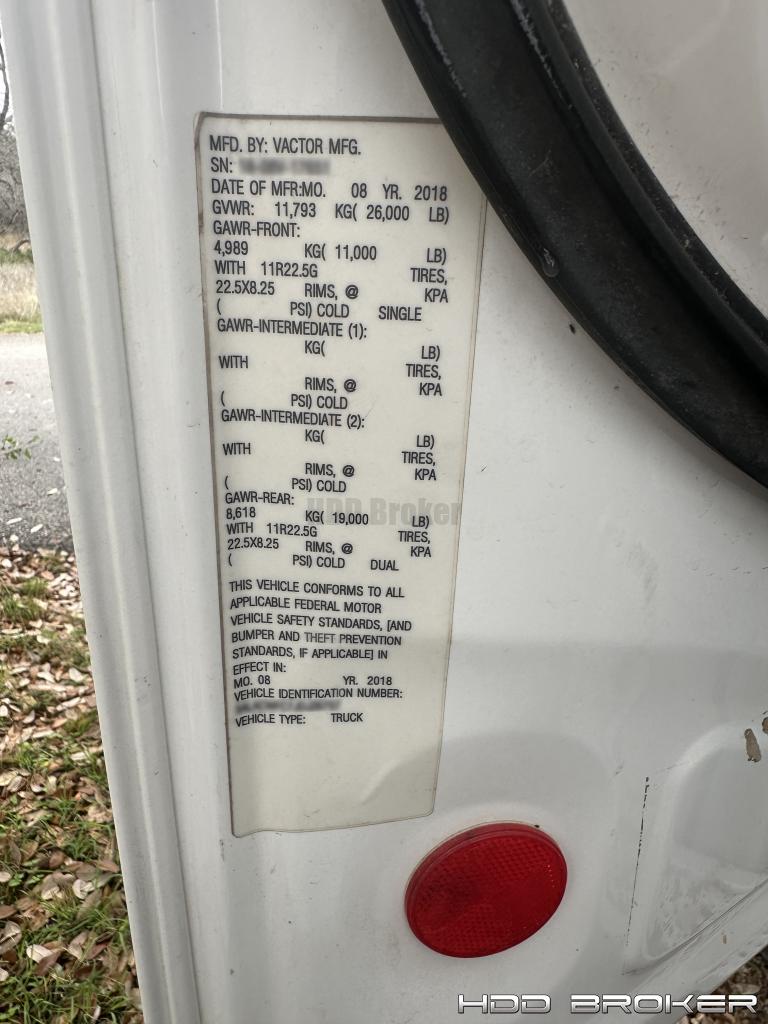 MFD. BY: VACTOR MFG.
SN:
DATE OF MFR:MO. 08 YR. 2018
GVWR: 11,793 KG( 26,000 LB)
GAWR-FRONT:
4,989 KG( 11,000 LB)
WITH 11R22.5G TIRES,
22.5X8.25 RIMS, @ KPA
( PSI) COLD SINGLE
GAWR-INTERMEDIATE (1):
KG( LB)
WITH TIRES,
RIMS, @ KPA
( PSI) COLD
GAWR-INTERMEDIATE (2):
KG( LB)
WITH TIRES,
RIMS, @ KPA
( PSI) COLD
GAWR-REAR:
8,618 KG( 19,000 LB)
WITH 11R22.5G TIRES,
22.5X8.25 RIMS, @ KPA
( PSI) COLD DUAL
THIS VEHICLE CONFORMS TO ALL
APPLICABLE FEDERAL MOTOR
VEHICLE SAFETY STANDARDS, [AND
BUMPER AND THEFT PREVENTION
STANDARDS, IF APPLICABLE] IN
EFFECT IN:
MO. 08 YR. 2018
VEHICLE IDENTIFICATION NUMBER:
VEHICLE TYPE: TRUCK
HDD Broker
HDD BROKER